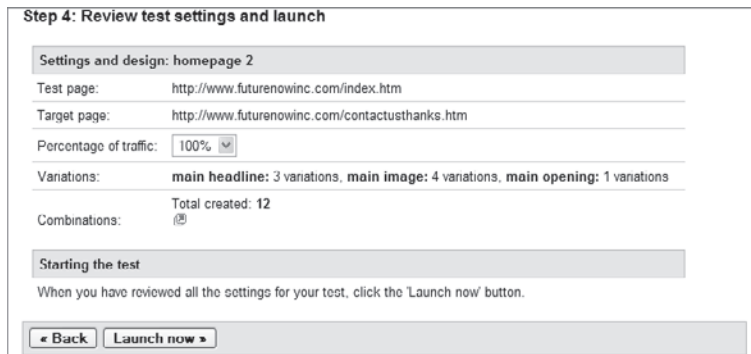 Step 4: Review test settings and launch
Settings and design: homepage 2
Test page: http://www.futurenowinc.com/index.htm
Target page: http://www.futurenowinc.com/contactusthanks.htm
Percentage of traffic: 100%
Variations: main headline: 3 variations, main image: 4 variations, main opening: 1 variations
Total created: 12
Combinations:
Starting the test
When you have reviewed all the settings for your test, click the 'Launch now' button.
« Back Launch now »